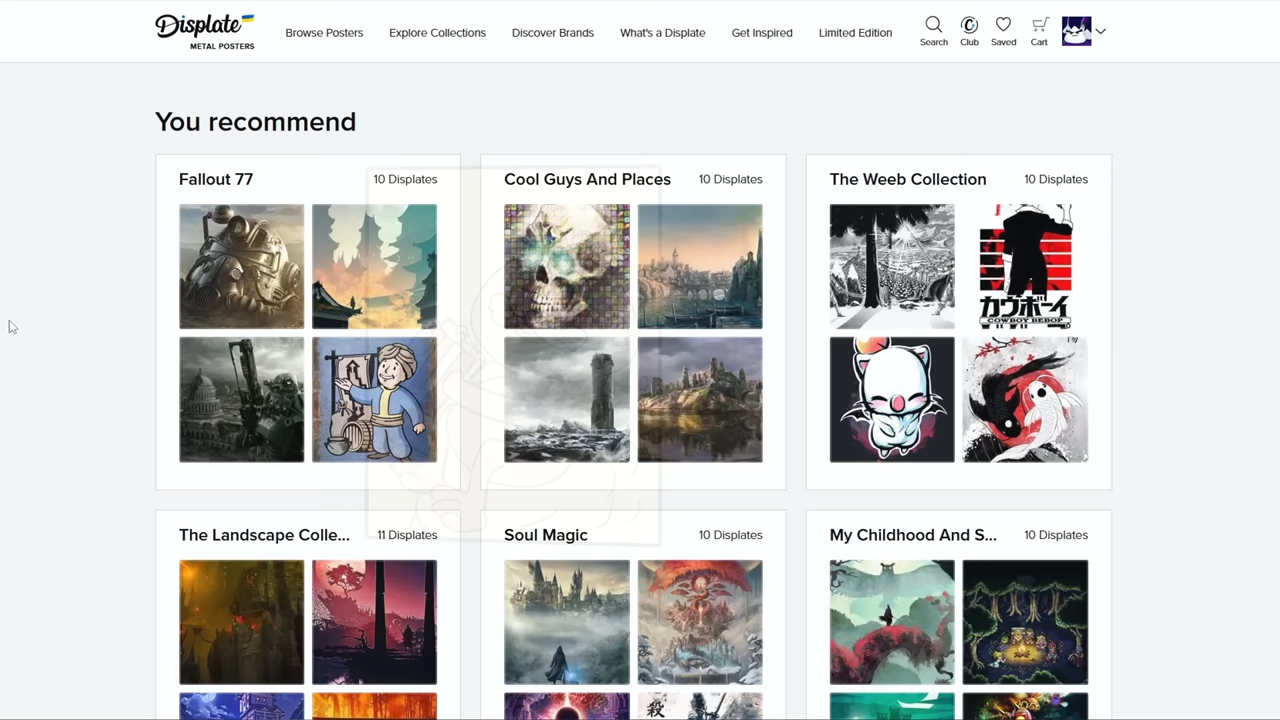 Displate
METAL POSTERS
Browse Posters
Explore Collections
Discover Brands
What's a Displate
Get Inspired
Limited Edition
Search
Club
Saved
Cart
You recommend
Fallout 77
10 Displates
Cool Guys And Places
10 Displates
The Weeb Collection
10 Displates
カウボーイ
COWBOY BEBOP
The Landscape Colle...
11 Displates
Soul Magic
10 Displates
My Childhood And S...
10 Displates
殺